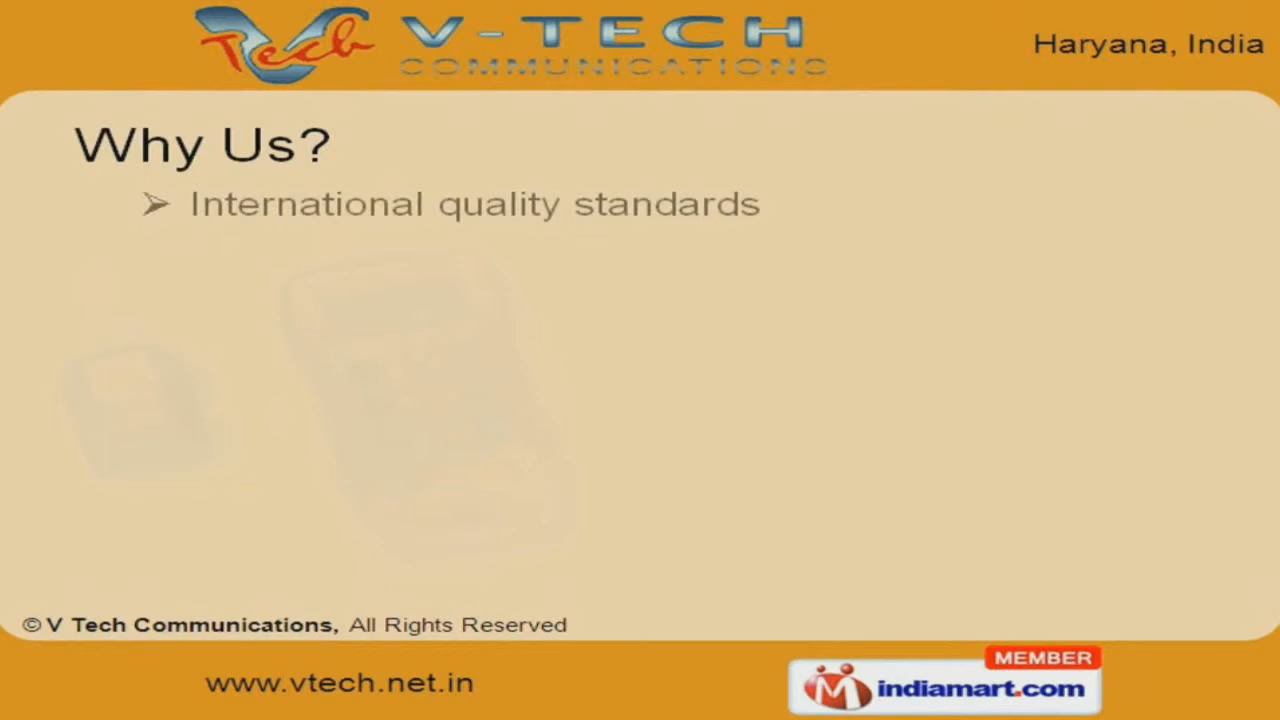 Tech V-TECH
COMMUNICATIONS
Haryana, India
Why Us?
➢ International quality standards
© V Tech Communications, All Rights Reserved
www.vtech.net.in
MEMBER
indiamart.com